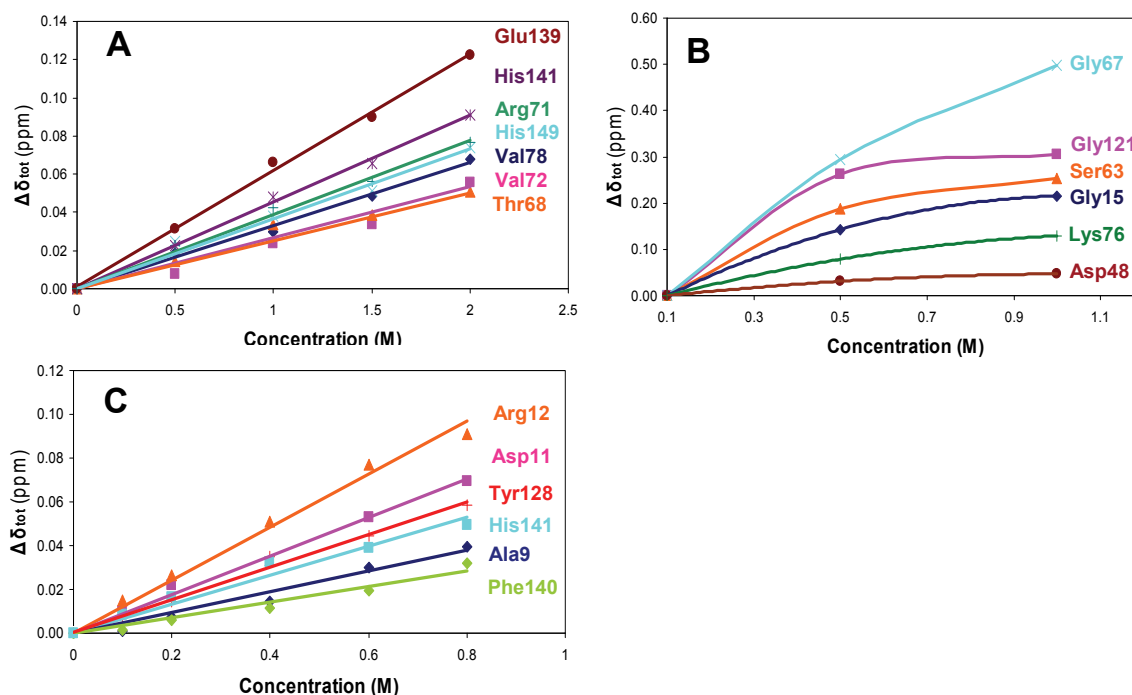 A
Δδtot (ppm)
0.14
0.12
0.10
0.08
0.06
0.04
0.02
0.00
0
0.5
1
1.5
2
2.5
Concentration (M)
Glu139
His141
Arg71
His149
Val78
Val72
Thr68
B
Δδtot (ppm)
0.60
0.50
0.40
0.30
0.20
0.10
0.00
0.1
0.3
0.5
0.7
0.9
1.1
Concentration (M)
Gly67
Gly121
Ser63
Gly15
Lys76
Asp48
C
Δδtot (ppm)
0.12
0.10
0.08
0.06
0.04
0.02
0.00
0
0.2
0.4
0.6
0.8
1
Concentration (M)
Arg12
Asp11
Tyr128
His141
Ala9
Phe140